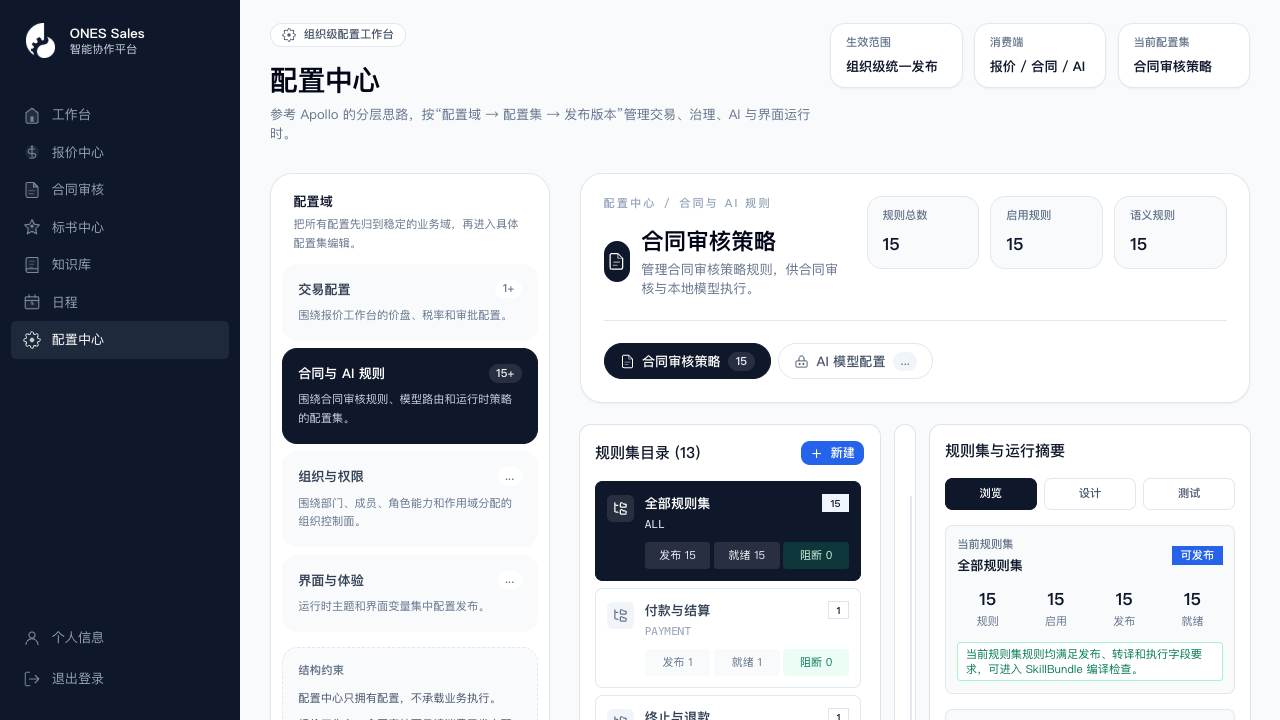 ONES Sales
智能协作平台
工作台
报价中心
合同审核
标书中心
知识库
日程
配置中心
个人信息
退出登录
组织级配置工作台
配置中心
参考 Apollo 的分层思路，按“配置域 → 配置集 → 发布版本”管理交易、治理、AI 与界面运行
时。
生效范围
组织级统一发布
消费端
报价 / 合同 / AI
当前配置集
合同审核策略
配置域
把所有配置先归到稳定的业务域，再进入具体
配置集编辑。
交易配置
1+
围绕报价工作台的价盘、税率和审批配置。
合同与 AI 规则
15+
围绕合同审核规则、模型路由和运行时策略
的配置集。
组织与权限
...
围绕部门、成员、角色能力和作用域分配的
组织控制面。
界面与体验
...
运行时主题和界面变量集中配置发布。
结构约束
配置中心只拥有配置，不承载业务执行。
配置中心 / 合同与 AI 规则
合同审核策略
管理合同审核策略规则，供合同审
核与本地模型执行。
规则总数
15
启用规则
15
语义规则
15
合同审核策略
15
AI 模型配置
...
规则集目录 (13)
新建
全部规则集
15
ALL
发布 15
就绪 15
阻断 0
付款与结算
1
PAYMENT
发布 1
就绪 1
阻断 0
终止与退款
1
规则集与运行摘要
浏览
设计
测试
当前规则集
全部规则集
可发布
15
规则
15
启用
15
发布
15
就绪
当前规则集规则均满足发布、转译和执行字段要
求，可进入 SkillBundle 编译检查。